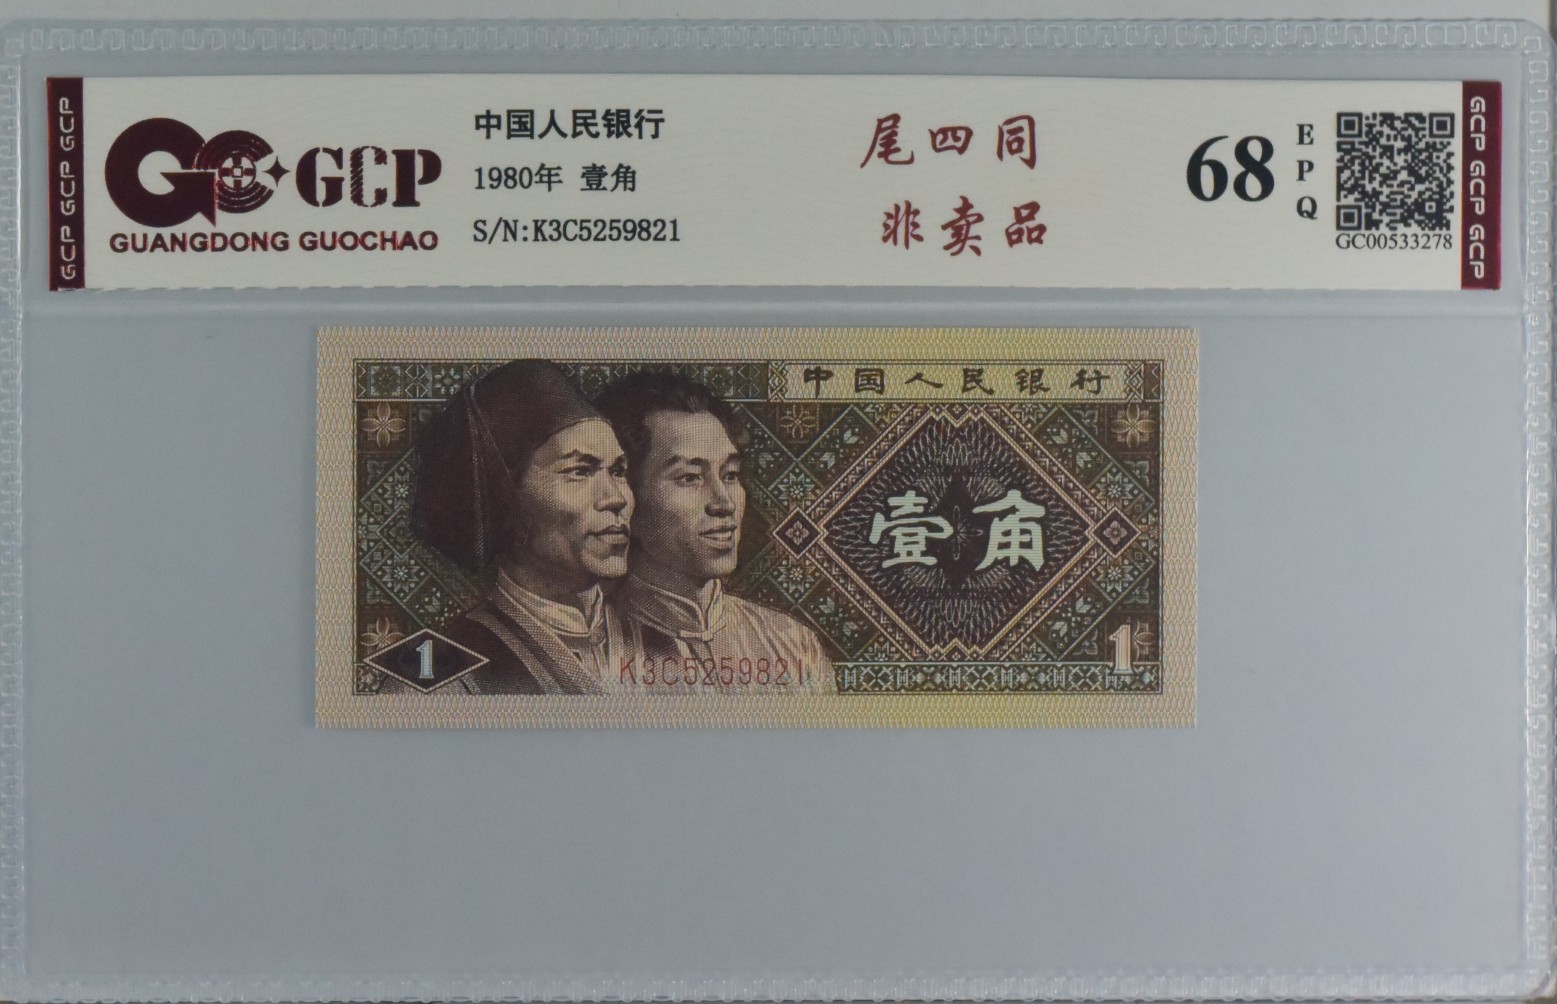 GCP GCP GCP
GCP
GUANGDONG GUOCHAO
中国人民银行
1980年 壹角
S/N:K3C5259821
尾四同
非卖品
68
EPQ
GC00533278
GCP GCP GCP
中国人民银行
壹角
1
K3C5259821
1